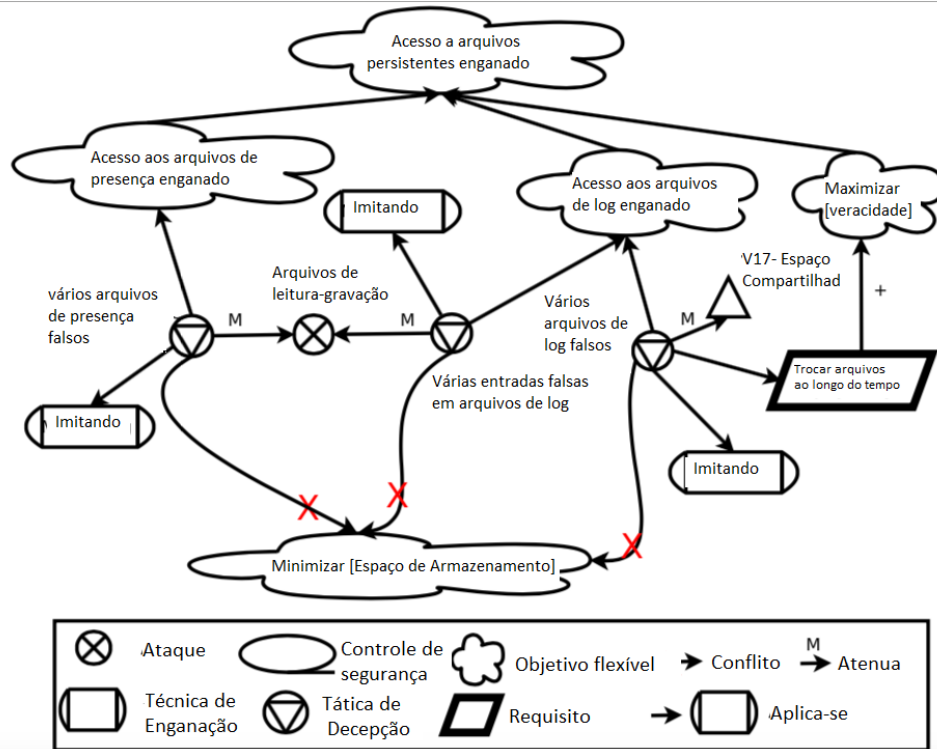 Acesso a arquivos
persistentes enganado
Acesso aos arquivos de
presença enganado
Acesso aos arquivos
de log enganado
Maximizar
[veracidade]
Imitando
V17- Espaço
Compartilhad
Arquivos de
leitura-gravação
vários arquivos
de presença
falsos
M
M
Vários
arquivos de
log falsos
M
+
Trocar arquivos
ao longo do tempo
Várias entradas falsas
em arquivos de log
Imitando
Imitando
X
X
X
Minimizar [Espaço de Armazenamento]
Ataque
Controle de
segurança
Objetivo flexível
Conflito
M
Atenua
Técnica de
Enganação
Tática de
Decepção
Requisito
Aplica-se